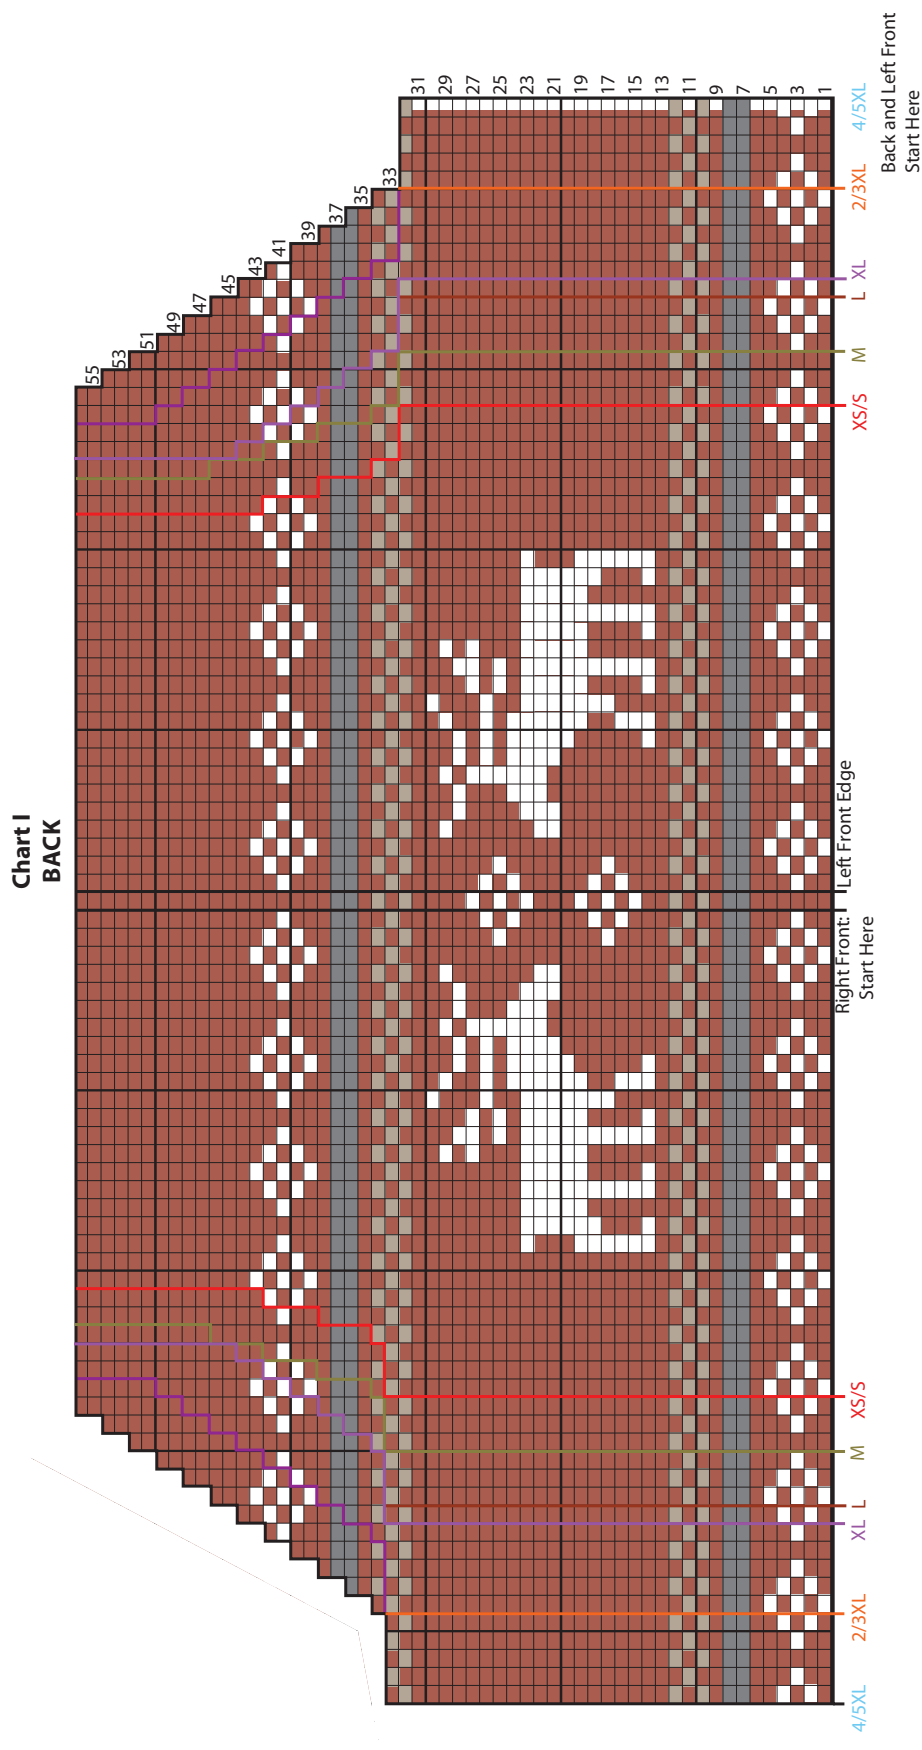 Chart I
BACK
55
53
51
49
47
45
43
41
39
37
35
33
31
29
27
25
23
21
19
17
15
13
11
9
7
5
3
1
4/5XL
2/3XL
XL
L
M
XS/S
Right Front:
Start Here
Left Front Edge
XS/S
M
L
XL
2/3XL
4/5XL
Back and Left Front
Start Here